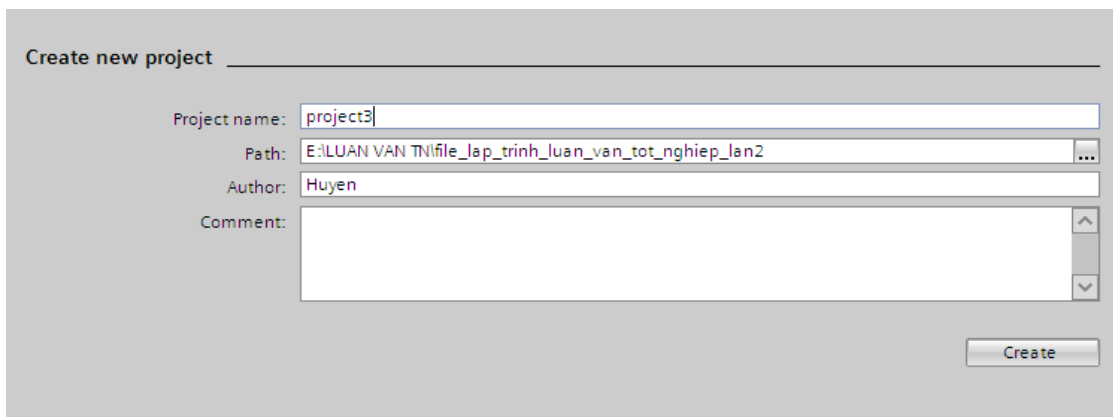 Create new project
Project name: project3
Path: E:\LUAN VAN TN\file_lap_trinh_luan_van_tot_nghiep_lan2 ...
Author: Huyen
Comment:
Create